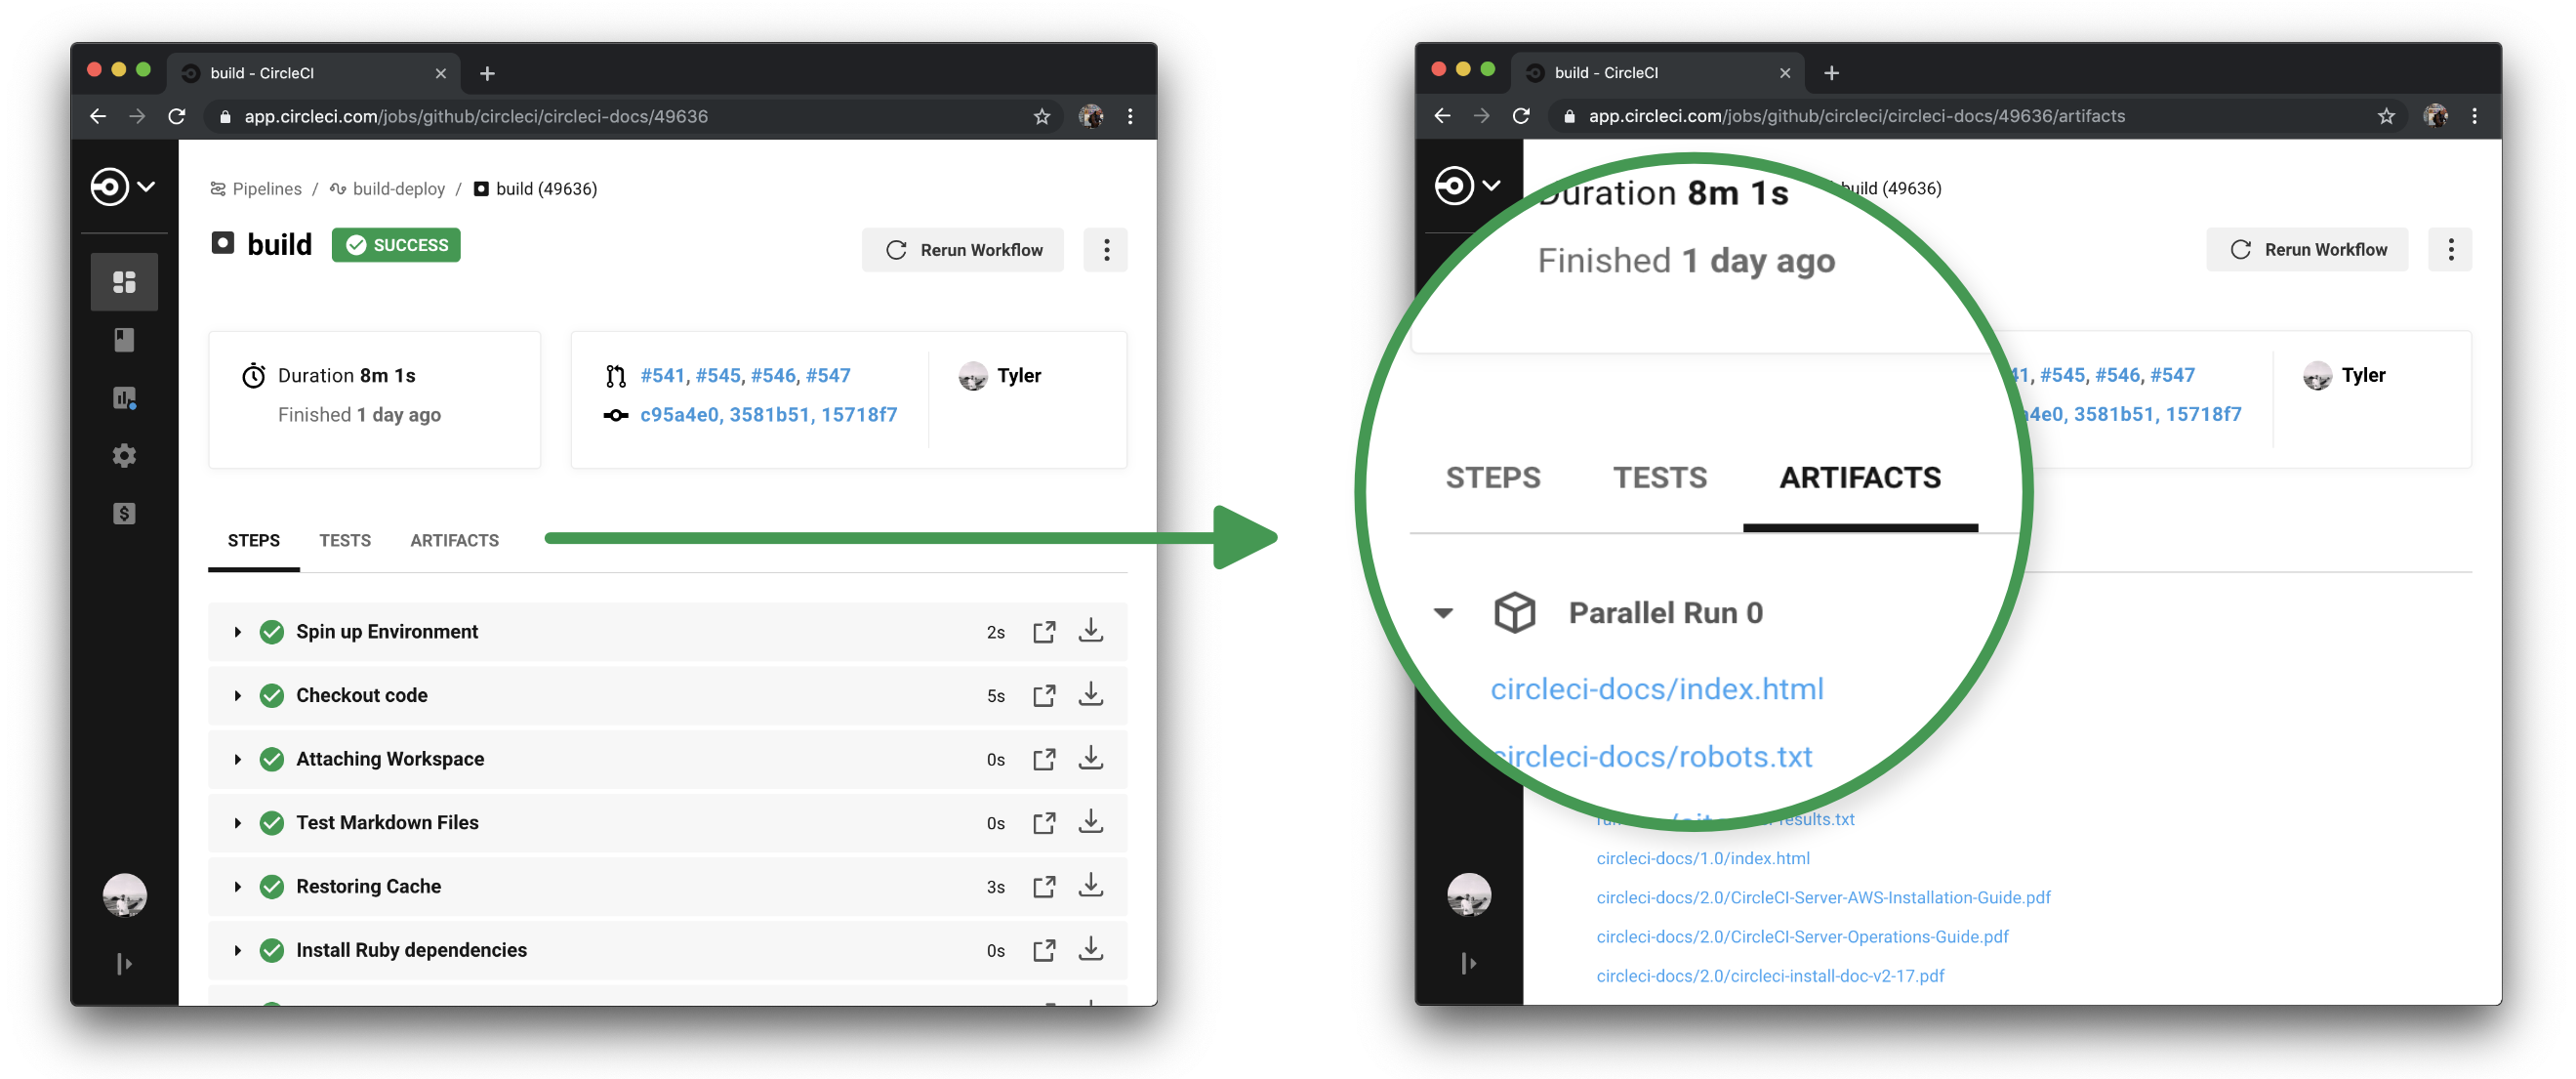 build - CircleCI
app.circleci.com/jobs/github/circleci/circleci-docs/49636
Pipelines / build-deploy / build (49636)
build SUCCESS
Rerun Workflow
Duration 8m 1s
Finished 1 day ago
#541, #545, #546, #547
c95a4e0, 3581b51, 15718f7
Tyler
STEPS TESTS ARTIFACTS
Spin up Environment 2s
Checkout code 5s
Attaching Workspace 0s
Test Markdown Files 0s
Restoring Cache 3s
Install Ruby dependencies 0s
build - CircleCI
app.circleci.com/jobs/github/circleci/circleci-docs/49636/artifacts
build (49636)
Rerun Workflow
Duration 8m 1s
Finished 1 day ago
41, #545, #546, #547
a4e0, 3581b51, 15718f7
Tyler
STEPS TESTS ARTIFACTS
Parallel Run 0
circleci-docs/index.html
circleci-docs/robots.txt
results.txt
circleci-docs/1.0/index.html
circleci-docs/2.0/CircleCI-Server-AWS-Installation-Guide.pdf
circleci-docs/2.0/CircleCI-Server-Operations-Guide.pdf
circleci-docs/2.0/circleci-install-doc-v2-17.pdf